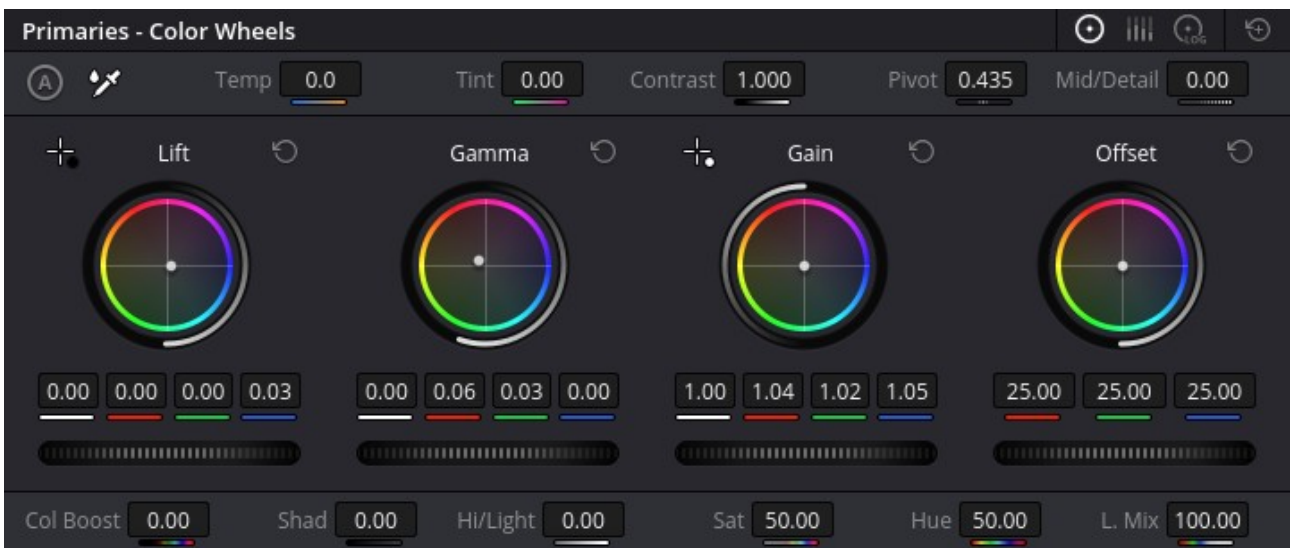 Primaries - Color Wheels
LOG
A Temp 0.0 Tint 0.00 Contrast 1.000 Pivot 0.435 Mid/Detail 0.00
Lift Gamma Gain Offset
0.00 0.00 0.00 0.03 0.00 0.06 0.03 0.00 1.00 1.04 1.02 1.05 25.00 25.00 25.00
Col Boost 0.00 Shad 0.00 Hi/Light 0.00 Sat 50.00 Hue 50.00 L. Mix 100.00